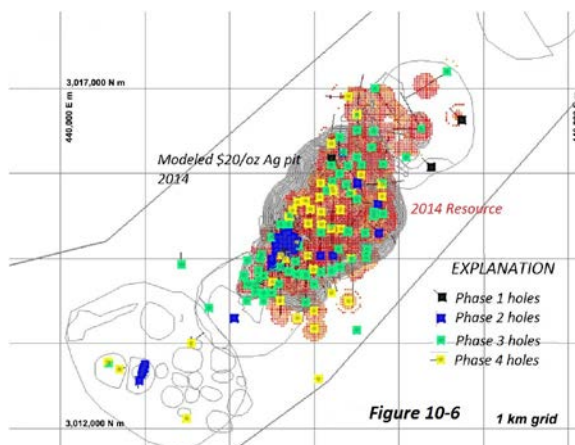 3,017,000 N m
440,000 E m
Modeled $20/oz Ag pit
2014
2014 Resource
EXPLANATION
Phase 1 holes
Phase 2 holes
Phase 3 holes
Phase 4 holes
Figure 10-6
1 km grid
3,012,000 N m